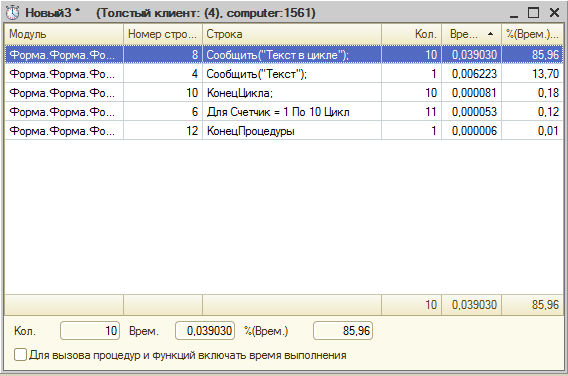 Новый3 * (Толстый клиент: (4), computer:1561)
Модуль Номер стро... Строка Кол. Вре... %(Врем.)...
Форма.Форма.Фо... 8 Сообщить("Текст в цикле"); 10 0,039030 85,96
Форма.Форма.Фо... 4 Сообщить("Текст"); 1 0,006223 13,70
Форма.Форма.Фо... 10 КонецЦикла; 10 0,000081 0,18
Форма.Форма.Фо... 6 Для Счетчик = 1 По 10 Цикл 11 0,000053 0,12
Форма.Форма.Фо... 12 КонецПроцедуры 1 0,000006 0,01
10 0,039030 85,96
Кол. 10 Врем. 0,039030 %(Врем.) 85,96
Для вызова процедур и функций включать время выполнения